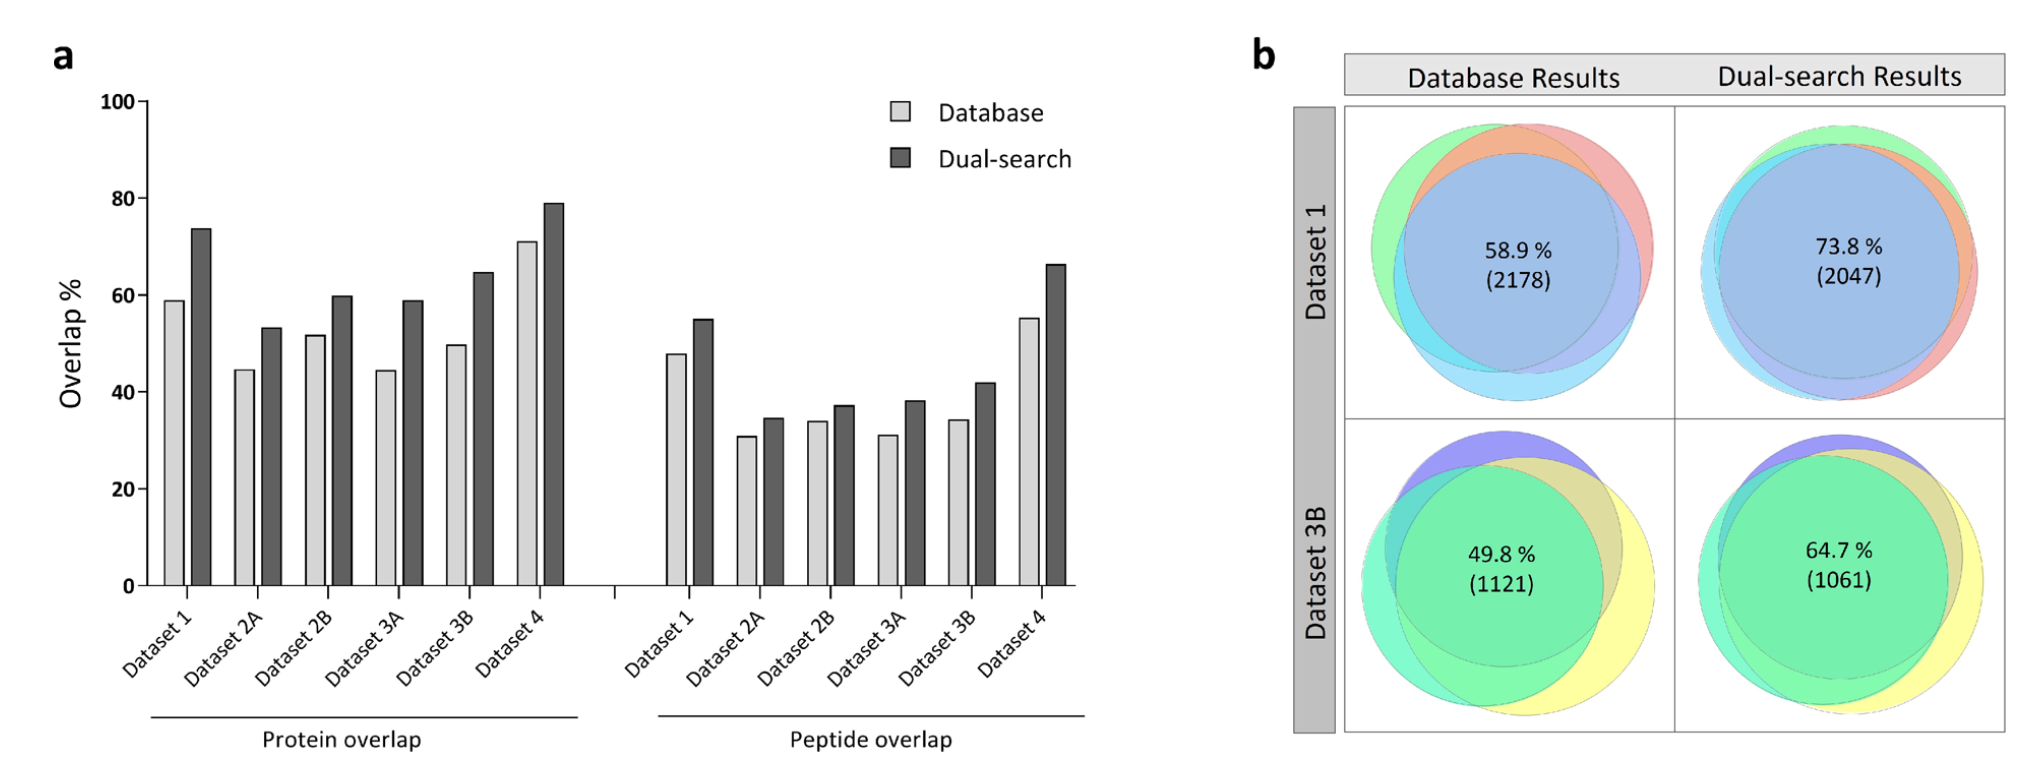 a
100
80
60
40
20
0
Overlap %
Database
Dual-search
Dataset 1
Dataset 2A
Dataset 2B
Dataset 3A
Dataset 3B
Dataset 4
Dataset 1
Dataset 2A
Dataset 2B
Dataset 3A
Dataset 3B
Dataset 4
Protein overlap
Peptide overlap
b
Database Results
Dual-search Results
Dataset 1
58.9 %
(2178)
73.8 %
(2047)
Dataset 3B
49.8 %
(1121)
64.7 %
(1061)